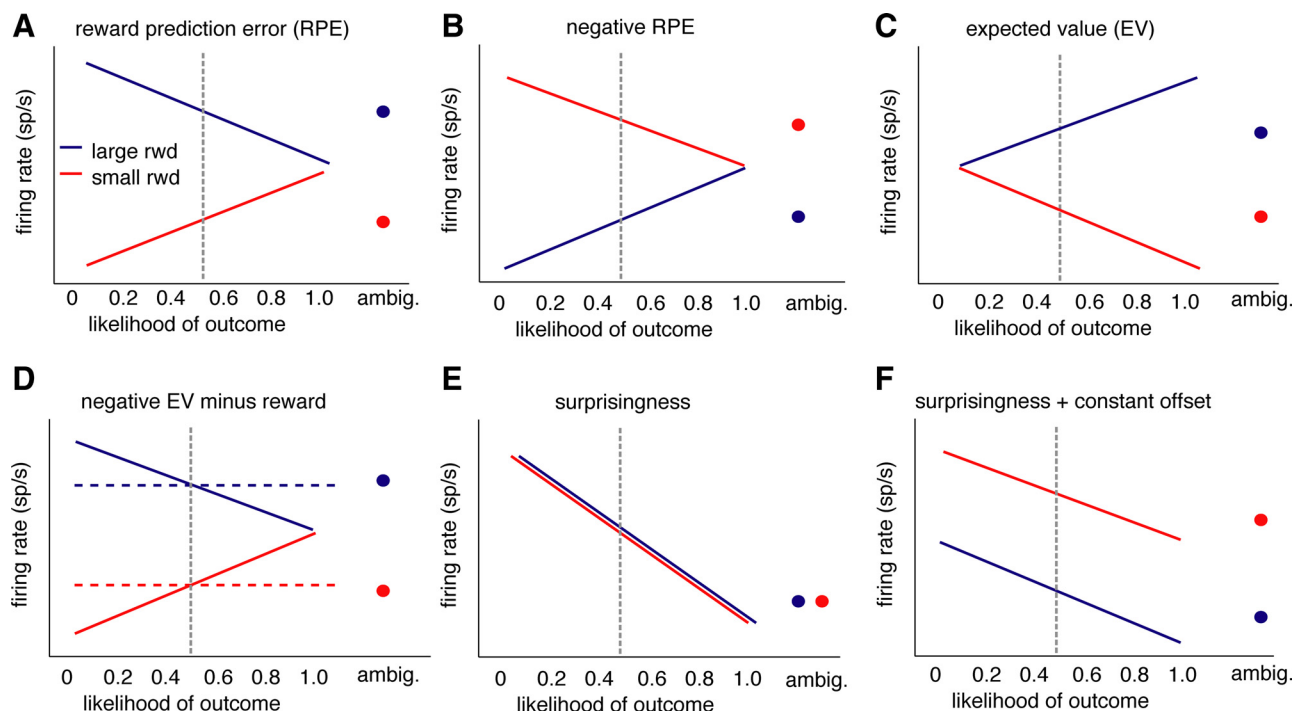 A
reward prediction error (RPE)
firing rate (sp/s)
large rwd
small rwd
0 0.2 0.4 0.6 0.8 1.0 ambig.
likelihood of outcome
B
negative RPE
firing rate (sp/s)
0 0.2 0.4 0.6 0.8 1.0 ambig.
likelihood of outcome
C
expected value (EV)
firing rate (sp/s)
0 0.2 0.4 0.6 0.8 1.0 ambig.
likelihood of outcome
D
negative EV minus reward
firing rate (sp/s)
0 0.2 0.4 0.6 0.8 1.0 ambig.
likelihood of outcome
E
surprisingness
firing rate (sp/s)
0 0.2 0.4 0.6 0.8 1.0 ambig.
likelihood of outcome
F
surprisingness + constant offset
firing rate (sp/s)
0 0.2 0.4 0.6 0.8 1.0 ambig.
likelihood of outcome